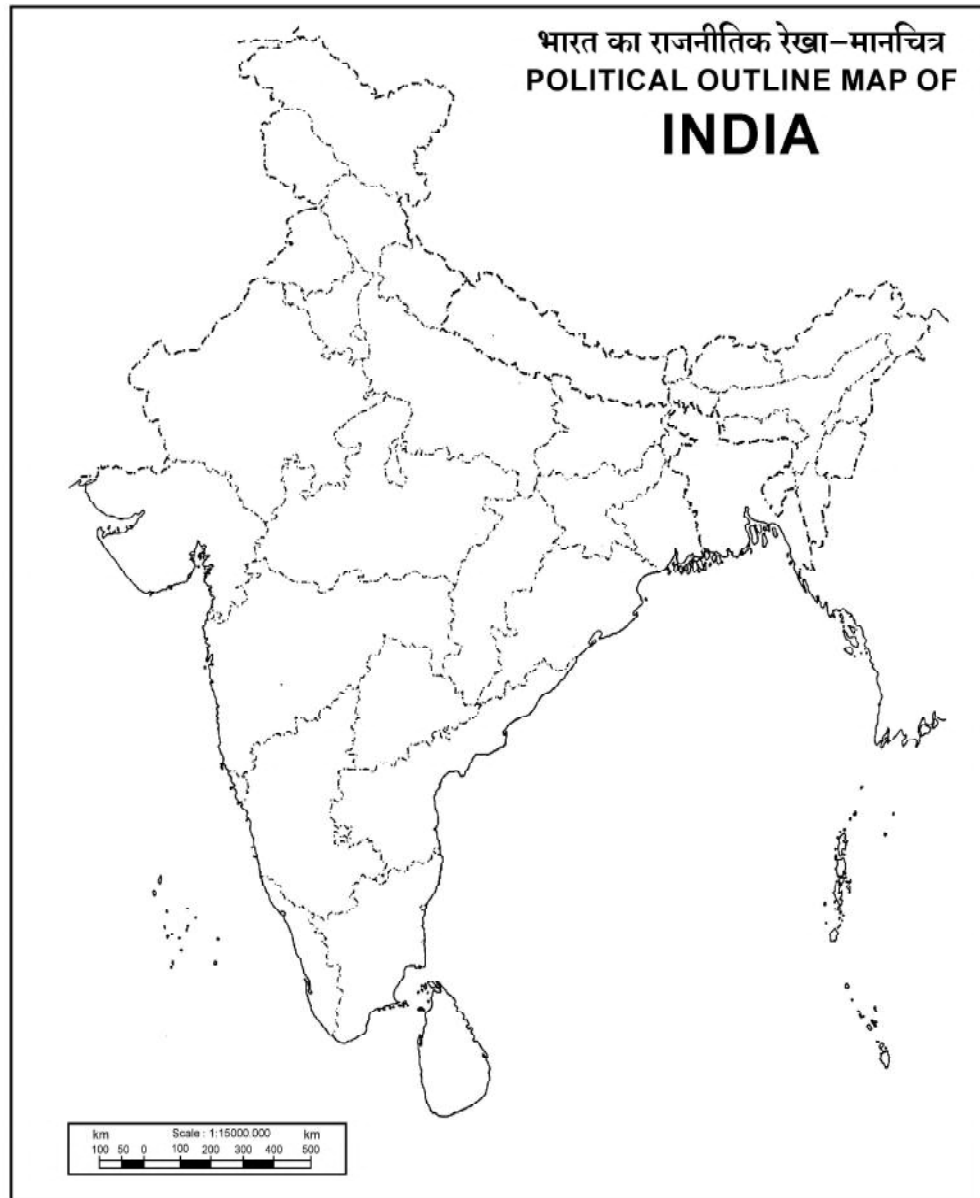 भारत का राजनीतिक रेखा–मानचित्र
POLITICAL OUTLINE MAP OF
INDIA
km Scale : 1:15000.000 km
100 50 0 100 200 300 400 500